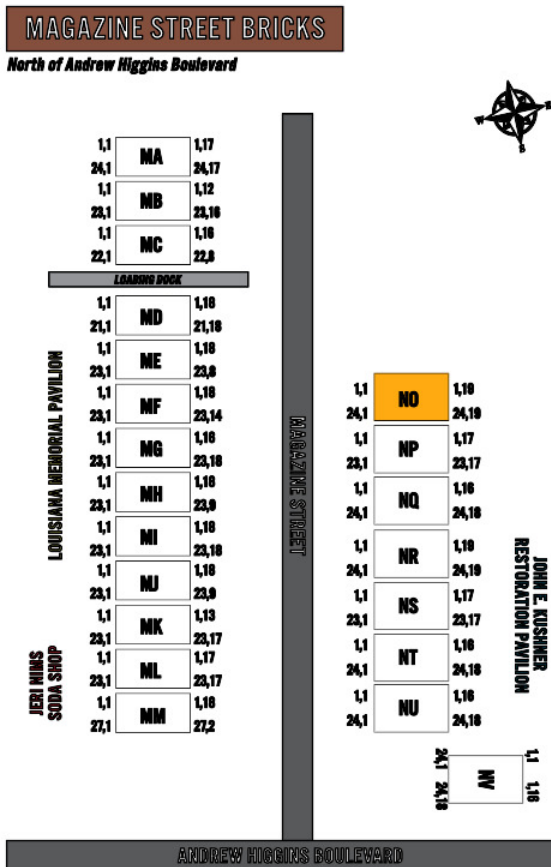 MAGAZINE STREET BRICKS
North of Andrew Higgins Boulevard
W E S
1,1 MA 1,17
24,1 24,17
1,1 MB 1,12
23,1 23,16
1,1 MC 1,16
22,1 22,8
LOADING DOCK
1,1 MD 1,18
21,1 21,18
1,1 ME 1,18
23,1 23,8
1,1 MF 1,18
23,1 23,14
1,1 MG 1,16
23,1 23,18
1,1 MH 1,18
23,1 23,9
1,1 MI 1,18
23,1 23,18
1,1 MJ 1,18
23,1 23,9
1,1 MK 1,13
23,1 23,17
1,1 ML 1,17
23,1 23,17
1,1 MM 1,18
27,1 27,2
LOUISIANA MEMORIAL PAVILION
JERI NIMS
SODA SHOP
MAGAZINE STREET
1,1 NO 1,19
24,1 24,19
1,1 NP 1,17
23,1 23,17
1,1 NQ 1,16
24,1 24,18
1,1 NR 1,19
24,1 24,19
1,1 NS 1,17
23,1 23,17
1,1 NT 1,16
24,1 24,18
1,1 NU 1,16
24,1 24,18
JOHN E. KUSHNER
RESTORATION PAVILION
24,1 NV 1,1
24,18 1,16
ANDREW HIGGINS BOULEVARD